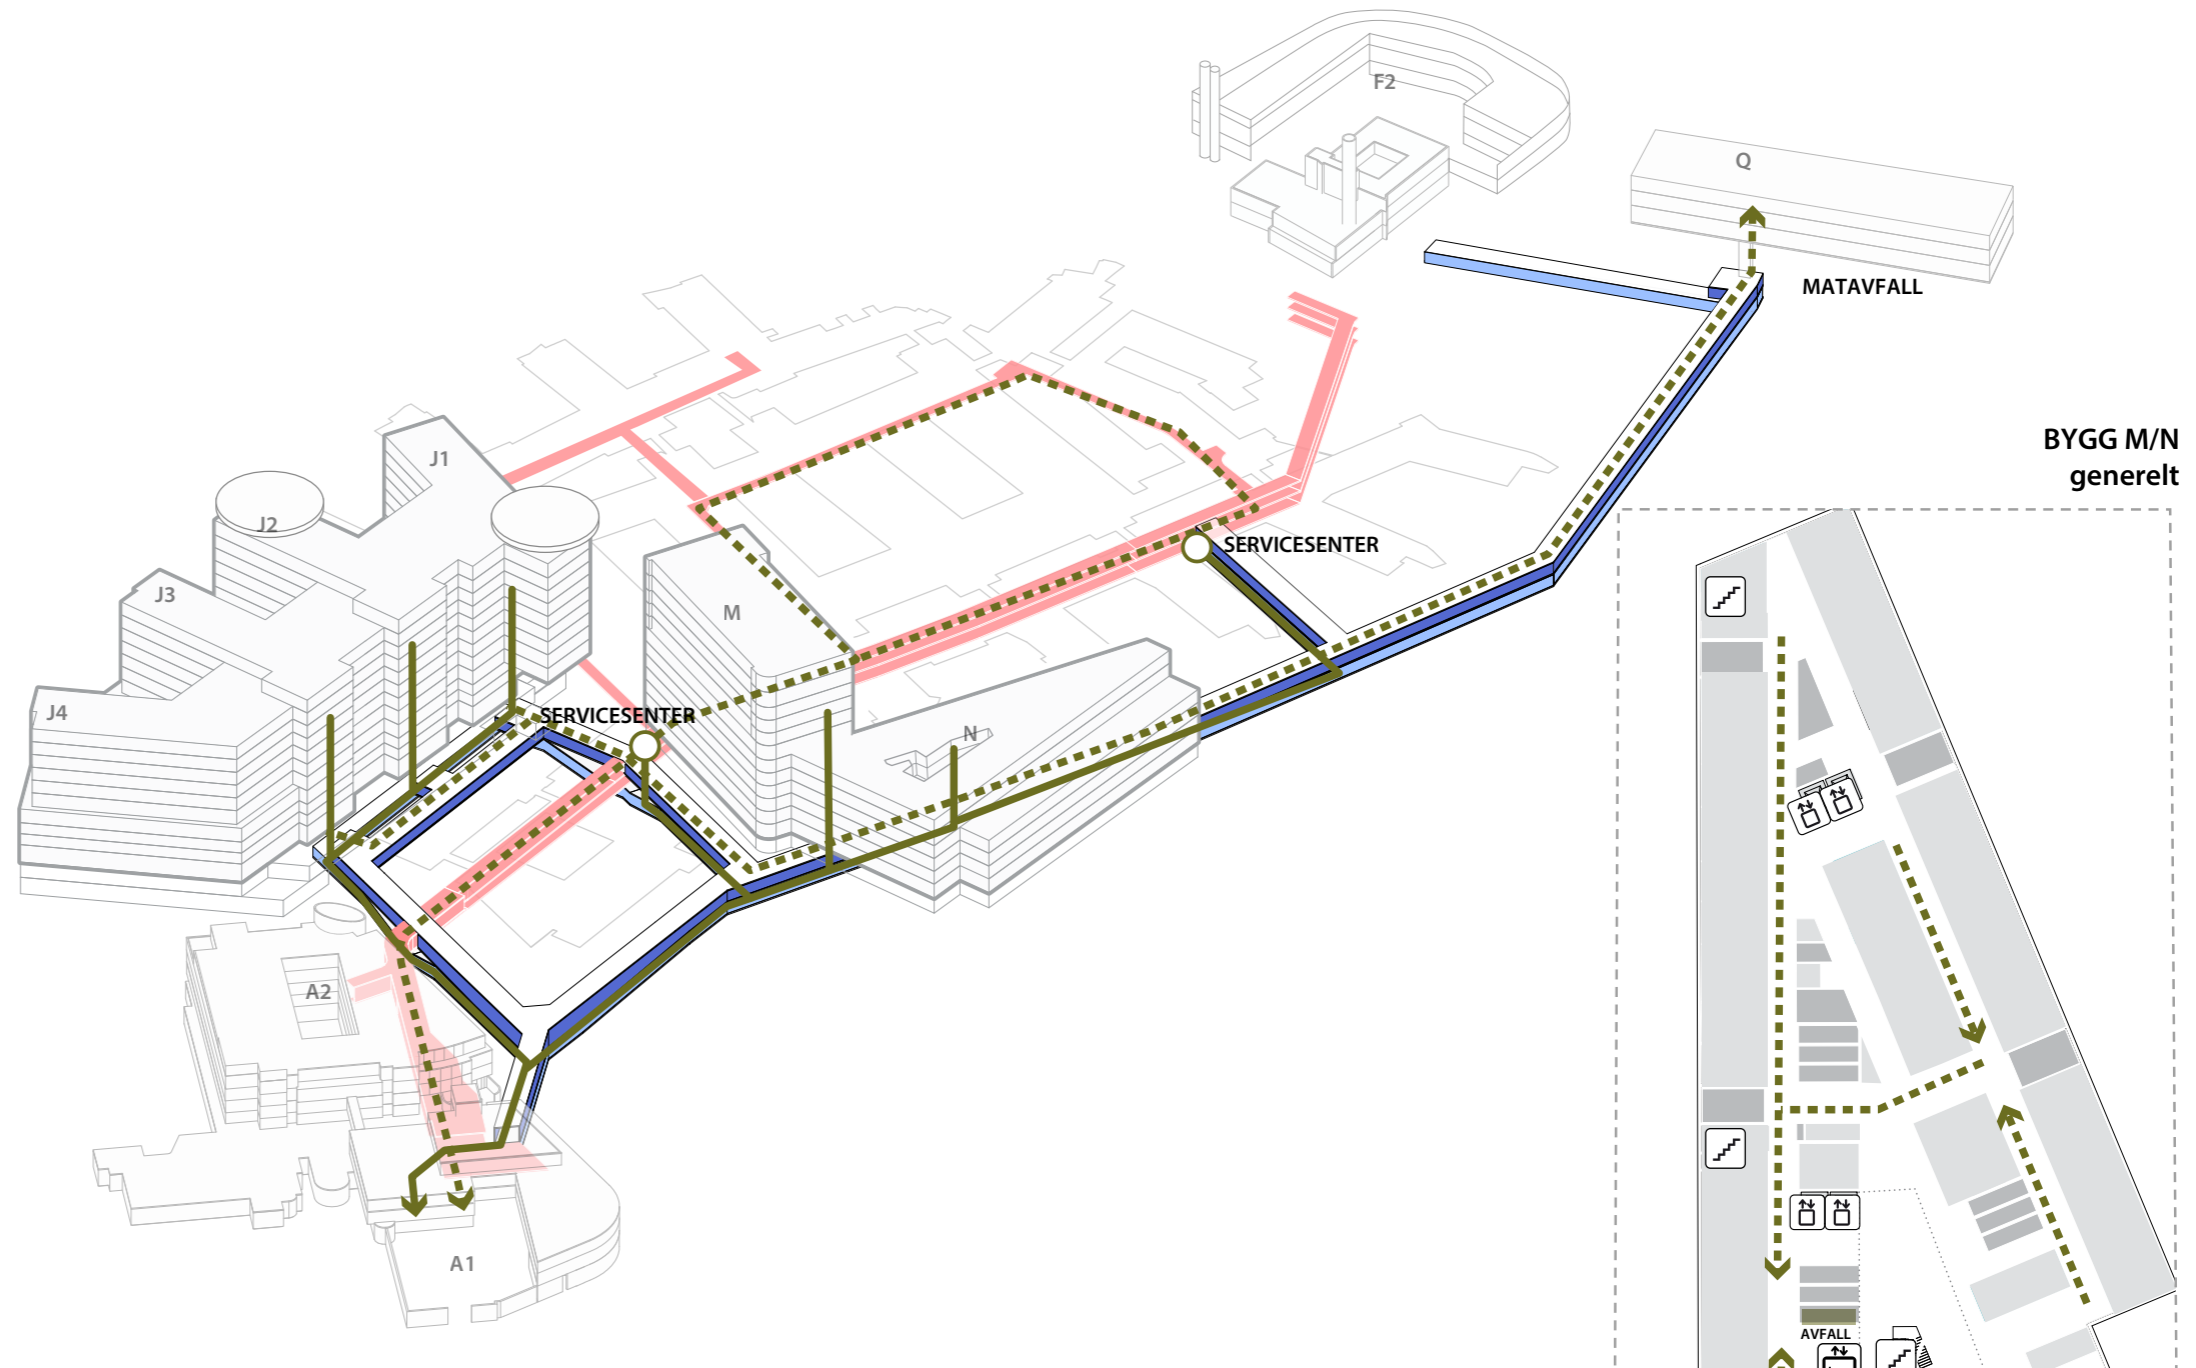 F2
Q
MATAVFALL
BYGG M/N
generelt
J1
J2
SERVICESENTER
J3
M
J4
SERVICESENTER
N
A2
A1
AVFALL